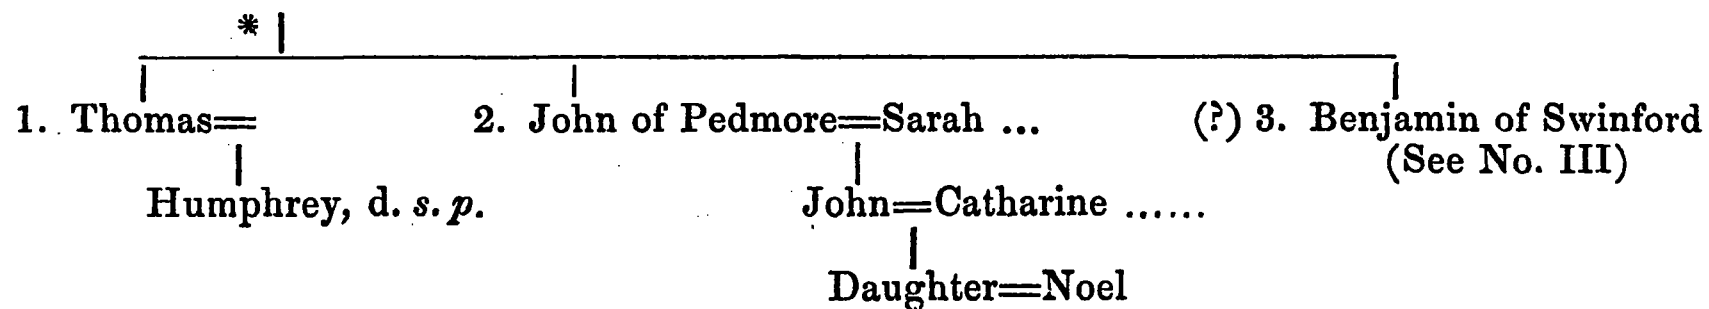 *
1. Thomas= 2. John of Pedmore=Sarah ... (?) 3. Benjamin of Swinford
(See No. III)
Humphrey, d. s. p. John=Catharine ......
Daughter=Noel